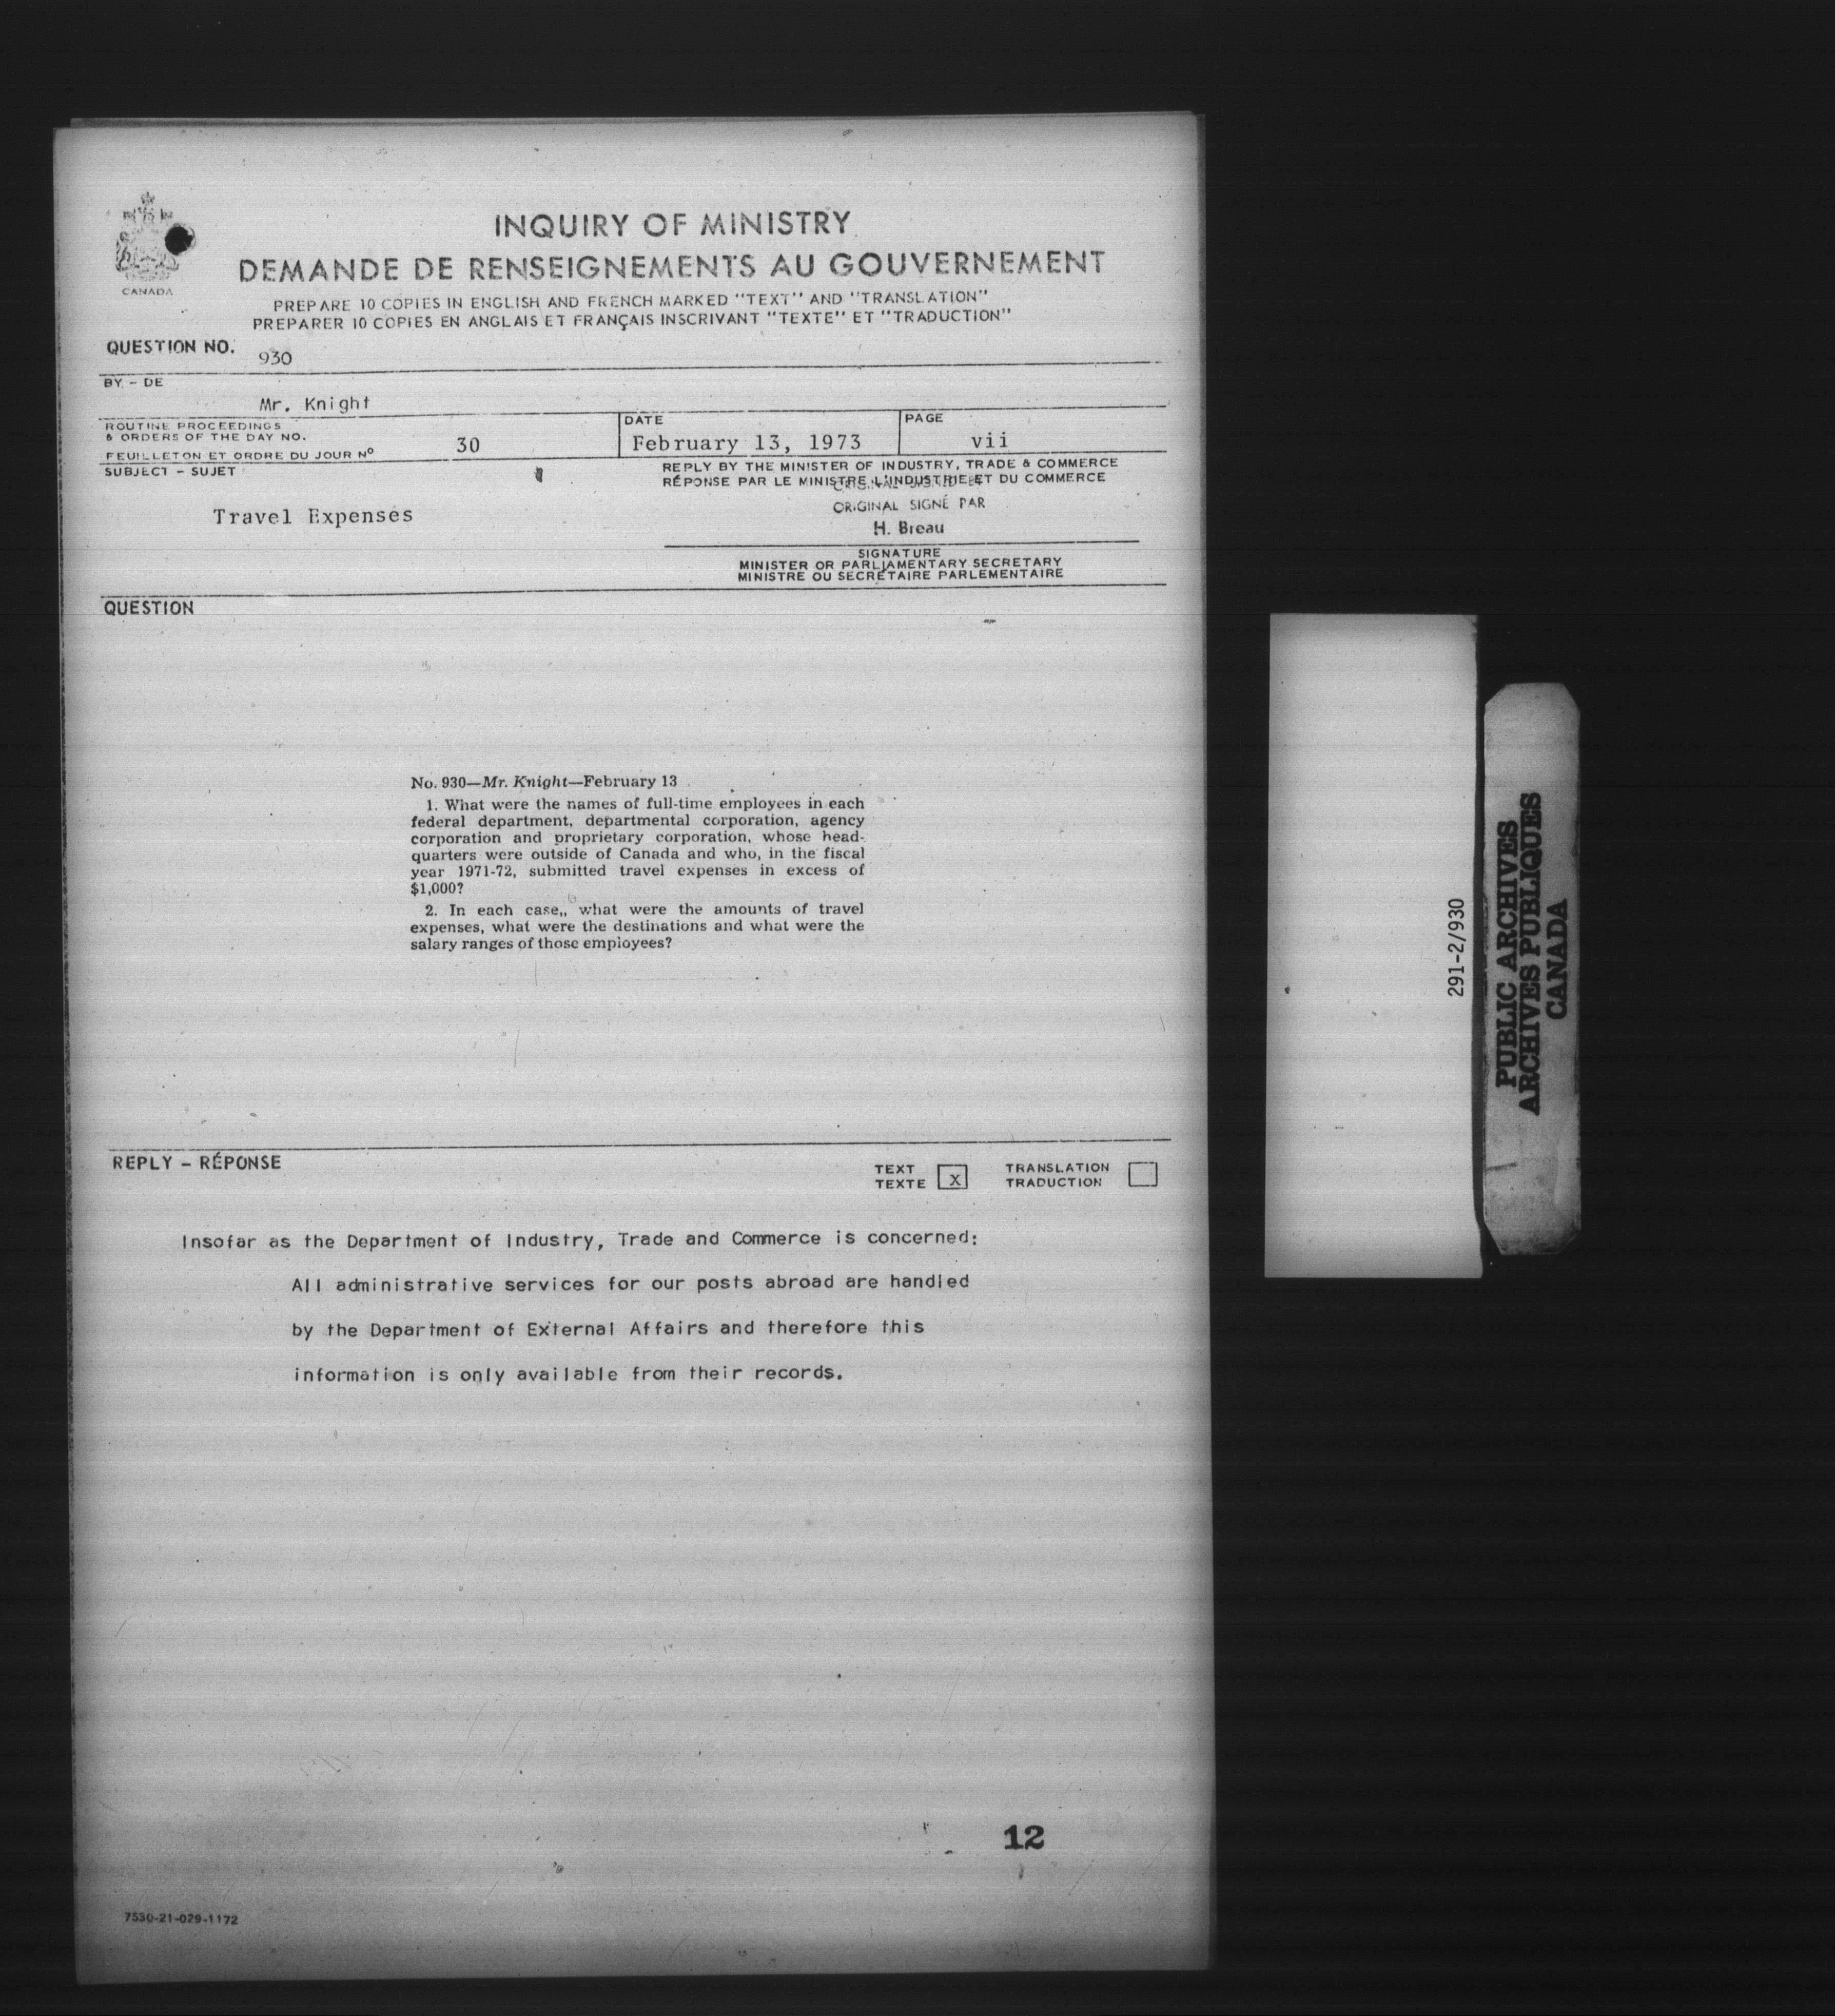 CANADA
INQUIRY OF MINISTRY
DEMANDE DE RENSEIGNEMENTS AU GOUVERNEMENT
PREPARE 10 COPIES IN ENGLISH AND FRENCH MARKED "TEXT" AND "TRANSLATION"
PREPARER 10 COPIES EN ANGLAIS ET FRANÇAIS INSCRIVANT "TEXTE" ET "TRADUCTION"
QUESTION NO. 930
BY - DE
Mr. Knight
ROUTINE PROCEEDINGS
& ORDERS OF THE DAY NO.
FEUILLETON ET ORDRE DU JOUR Nº 30
DATE
February 13, 1973
PAGE
vii
SUBJECT - SUJET
Travel Expenses
REPLY BY THE MINISTER OF INDUSTRY, TRADE & COMMERCE
RÉPONSE PAR LE MINISTRE L'INDUSTRIE ET DU COMMERCE
ORIGINAL SIGNÉ PAR
H. Breau
SIGNATURE
MINISTER OR PARLIAMENTARY SECRETARY
MINISTRE OU SECRÉTAIRE PARLEMENTAIRE
QUESTION
No. 930—Mr. Knight—February 13
1. What were the names of full-time employees in each
federal department, departmental corporation, agency
corporation and proprietary corporation, whose head-
quarters were outside of Canada and who, in the fiscal
year 1971-72, submitted travel expenses in excess of
$1,000?
2. In each case,, what were the amounts of travel
expenses, what were the destinations and what were the
salary ranges of those employees?
REPLY - RÉPONSE
TEXT
TEXTE
X
TRANSLATION
TRADUCTION
Insofar as the Department of Industry, Trade and Commerce is concerned:
All administrative services for our posts abroad are handled
by the Department of External Affairs and therefore this
information is only available from their records.
12
7530-21-029-1172
291-2/930
PUBLIC ARCHIVES
ARCHIVES PUBLIQUES
CANADA